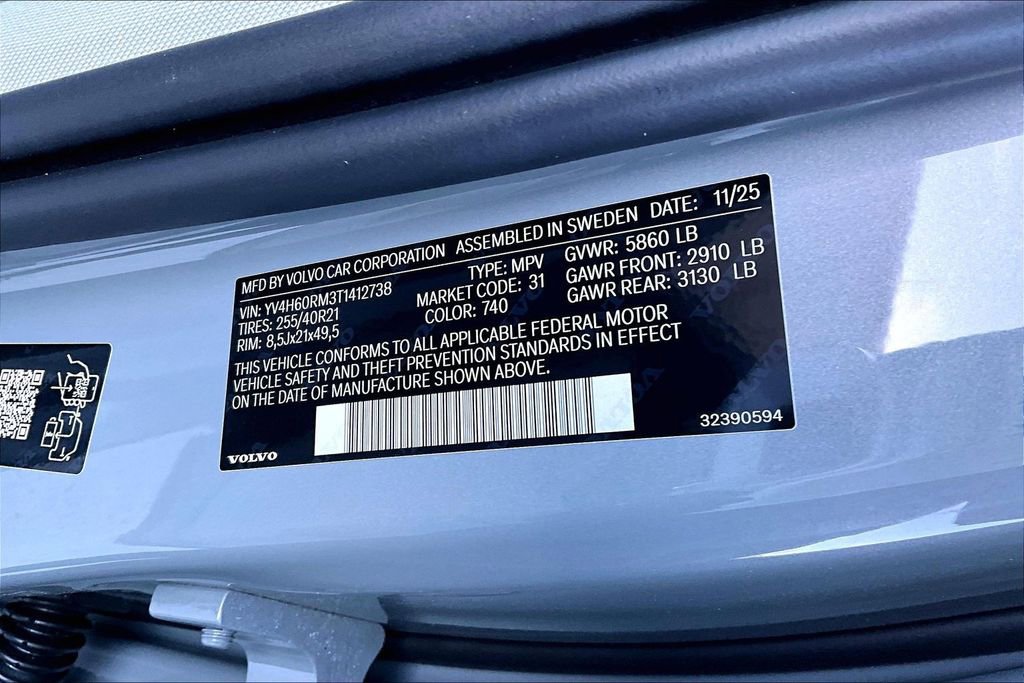 MFD BY VOLVO CAR CORPORATION ASSEMBLED IN SWEDEN DATE: 11/25
VIN: YV4H60RM3T1412738 TYPE: MPV GVWR: 5860 LB
TIRES: 255/40R21 MARKET CODE: 31 GAWR FRONT: 2910 LB
RIM: 8,5Jx21x49,5 COLOR: 740 GAWR REAR: 3130 LB
THIS VEHICLE CONFORMS TO ALL APPLICABLE FEDERAL MOTOR
VEHICLE SAFETY AND THEFT PREVENTION STANDARDS IN EFFECT
ON THE DATE OF MANUFACTURE SHOWN ABOVE.
VOLVO 32390594